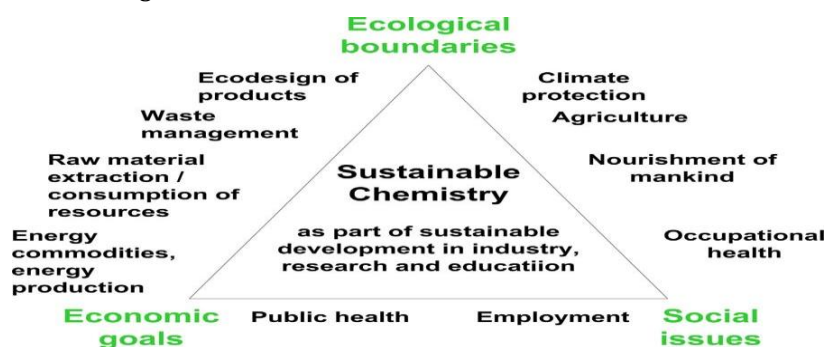 Ecological
boundaries
Ecodesign of
products
Climate
protection
Waste
management
Agriculture
Raw material
extraction /
consumption of
resources
Sustainable
Chemistry
Nourishment of
mankind
Energy
commodities,
energy
production
as part of sustainable
development in industry,
research and educatiion
Occupational
health
Economic
goals
Public health
Employment
Social
issues